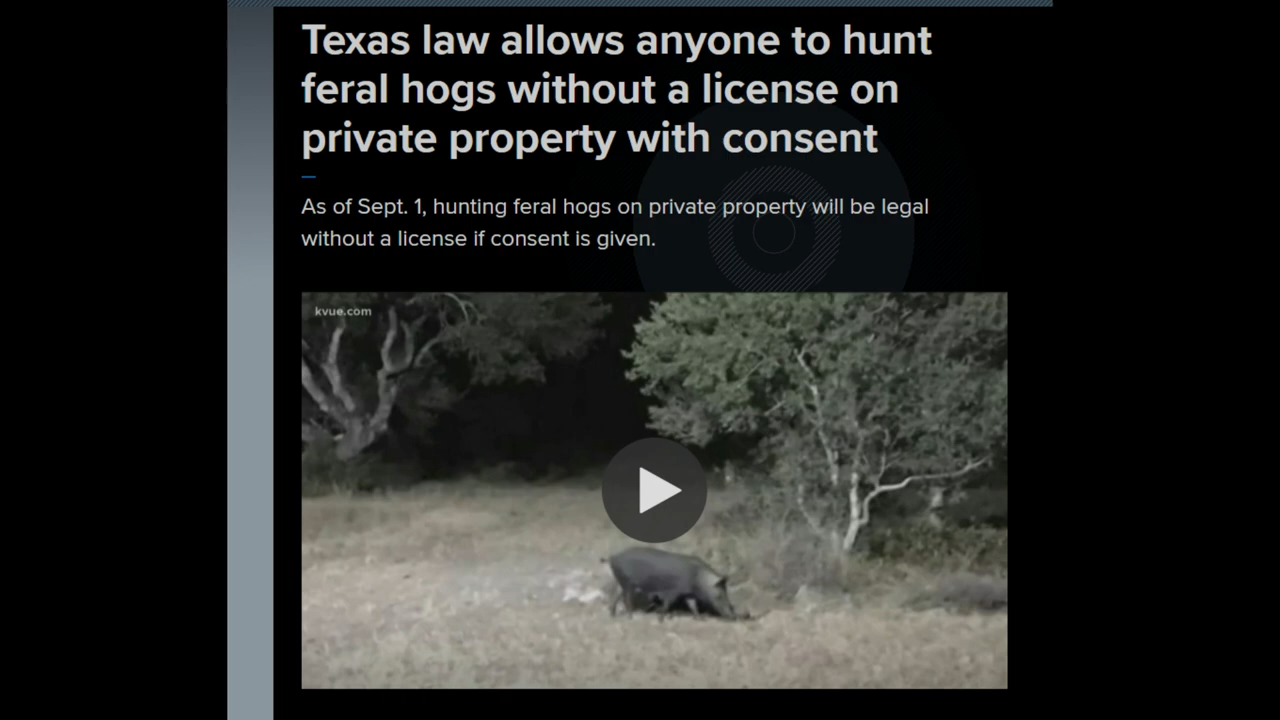 Texas law allows anyone to hunt
feral hogs without a license on
private property with consent
As of Sept. 1, hunting feral hogs on private property will be legal
without a license if consent is given.
kvue.com